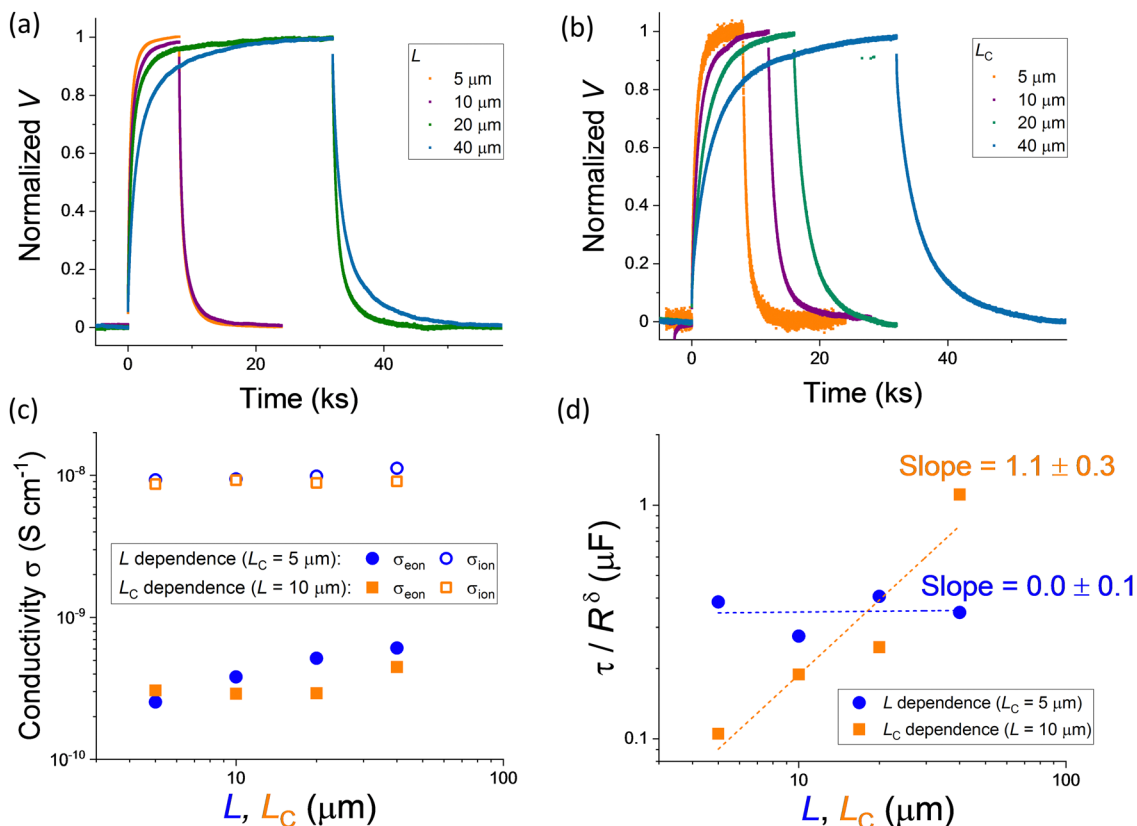 (a)
Normalized V
1
0.8
0.6
0.4
0.2
0
0
20
40
Time (ks)
L
5 μm
10 μm
20 μm
40 μm
(b)
Normalized V
1
0.8
0.6
0.4
0.2
0
0
20
40
Time (ks)
LC
5 μm
10 μm
20 μm
40 μm
(c)
Conductivity σ (S cm-1)
10-8
10-9
10-10
L dependence (LC = 5 μm): σeon σion
LC dependence (L = 10 μm): σeon σion
10
100
L, LC (μm)
(d)
τ / Rδ (μF)
1
0.1
Slope = 1.1 ± 0.3
Slope = 0.0 ± 0.1
L dependence (LC = 5 μm)
LC dependence (L = 10 μm)
10
100
L, LC (μm)